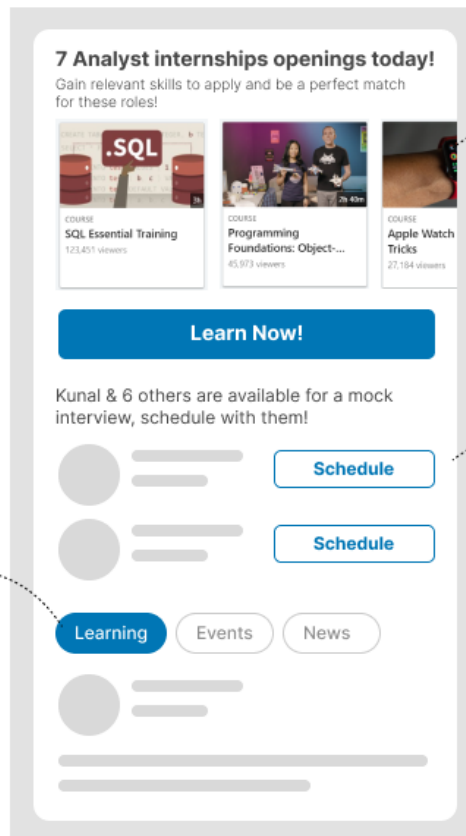 7 Analyst internships openings today!
Gain relevant skills to apply and be a perfect match
for these roles!
.SQL
3h
2h 40m
COURSE
SQL Essential Training
123,451 viewers
COURSE
Programming
Foundations: Object-...
45,973 viewers
COURSE
Apple Watch
Tricks
27,184 viewers
Learn Now!
Kunal & 6 others are available for a mock
interview, schedule with them!
Schedule
Schedule
Learning
Events
News